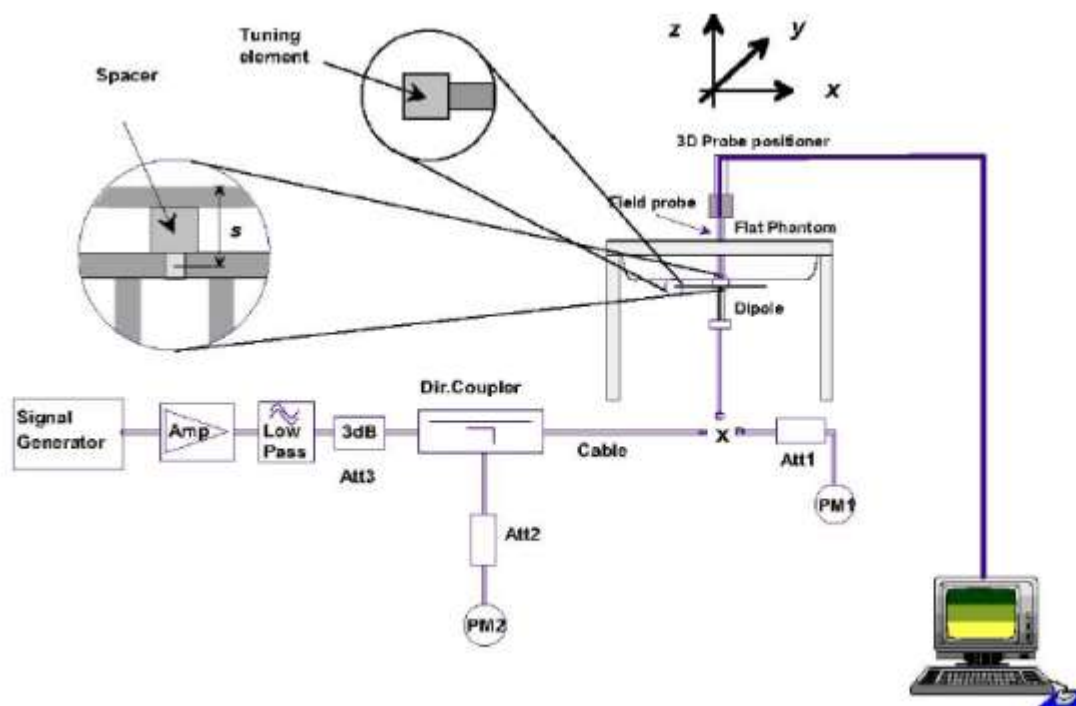 Tuning
element
z
y
x
Spacer
s
3D Probe positioner
Field probe
Flat Phantom
Dipole
Dir.Coupler
Signal
Generator
Amp
Low
Pass
3dB
Att3
Cable
X
Att1
PM1
Att2
PM2